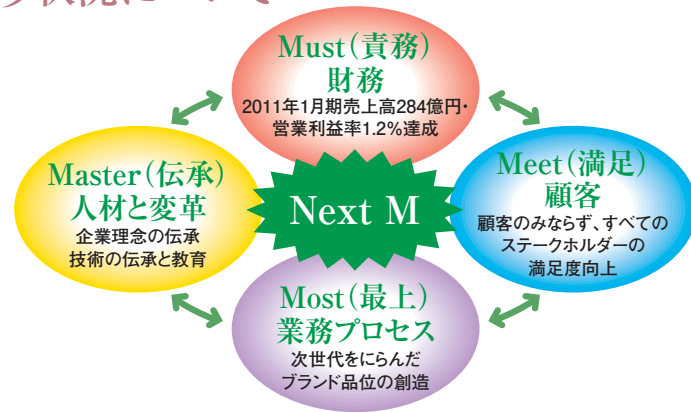 況について
Must(責務)
財務
2011年1月期売上高284億円・
営業利益率1.2%達成
Master(伝承)
人材と変革
企業理念の伝承
技術の伝承と教育
Next M
Meet(満足)
顧客
顧客のみならず、すべての
ステークホルダーの
満足度向上
Most(最上)
業務プロセス
次世代をにらんだ
ブランド品位の創造